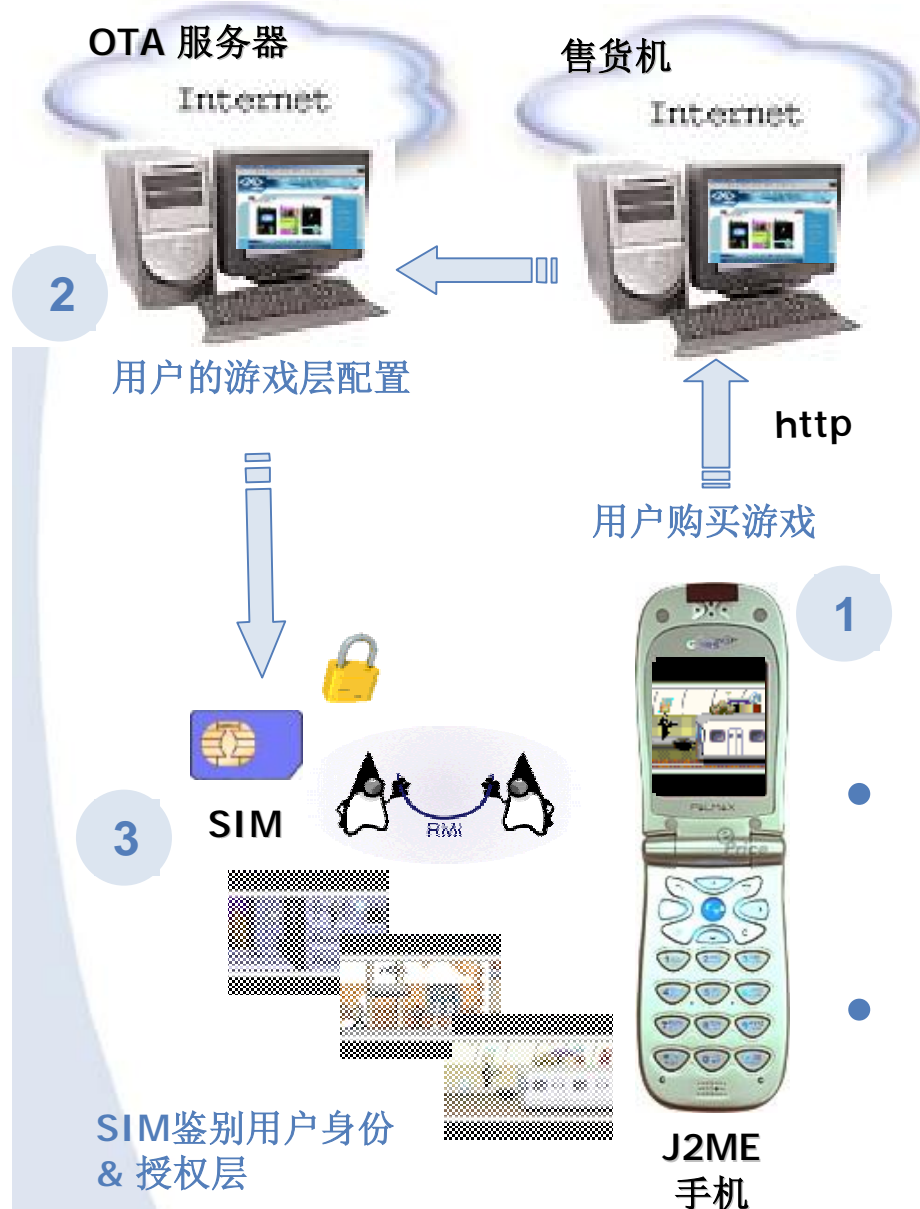 OTA 服务器
Internet
售货机
Internet
2
用户的游戏层配置
http
用户购买游戏
1
PALMAX
Price
RMI
3
SIM
SIM鉴别用户身份
& 授权层
J2ME
手机